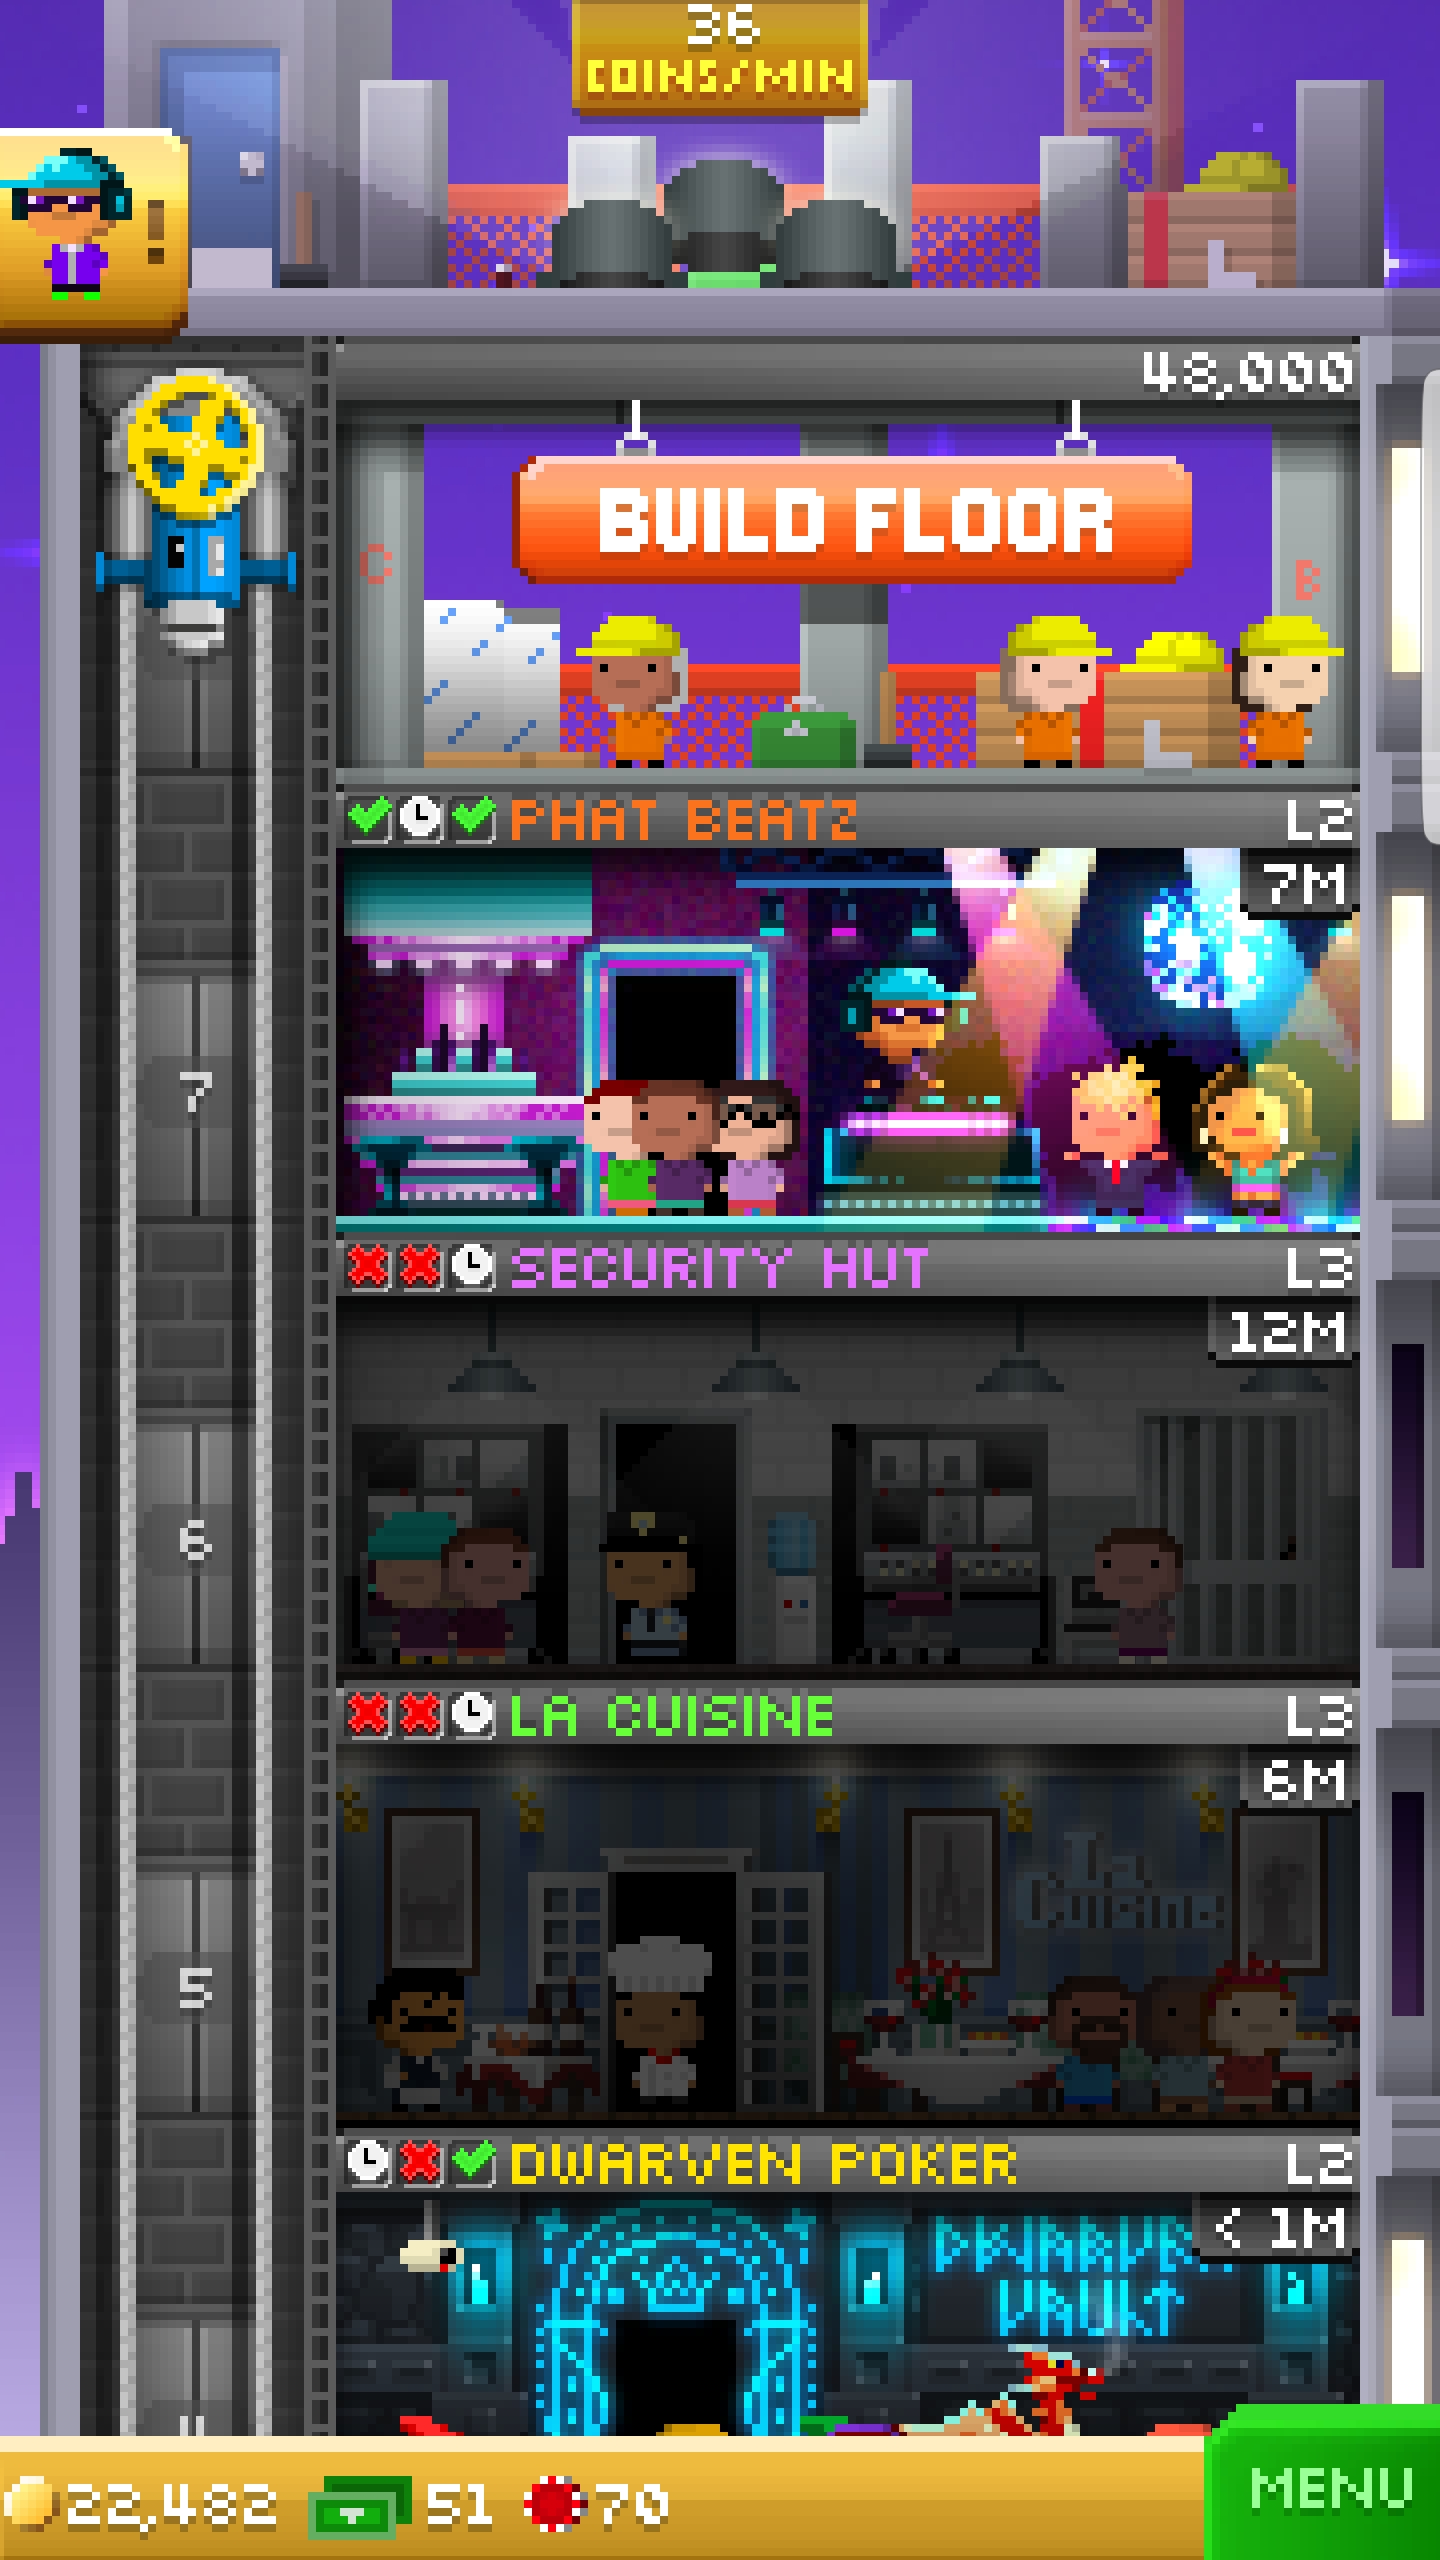 36
COINS/MIN
48,000
BUILD FLOOR
C
B
PHAT BEATZ L2
7M
7
SECURITY HUT L3
12M
6
LA CUISINE L3
6M
La
Cuisine
5
DWARVEN POKER L2
< 1M
VAULT
22,482 51 70
MENU